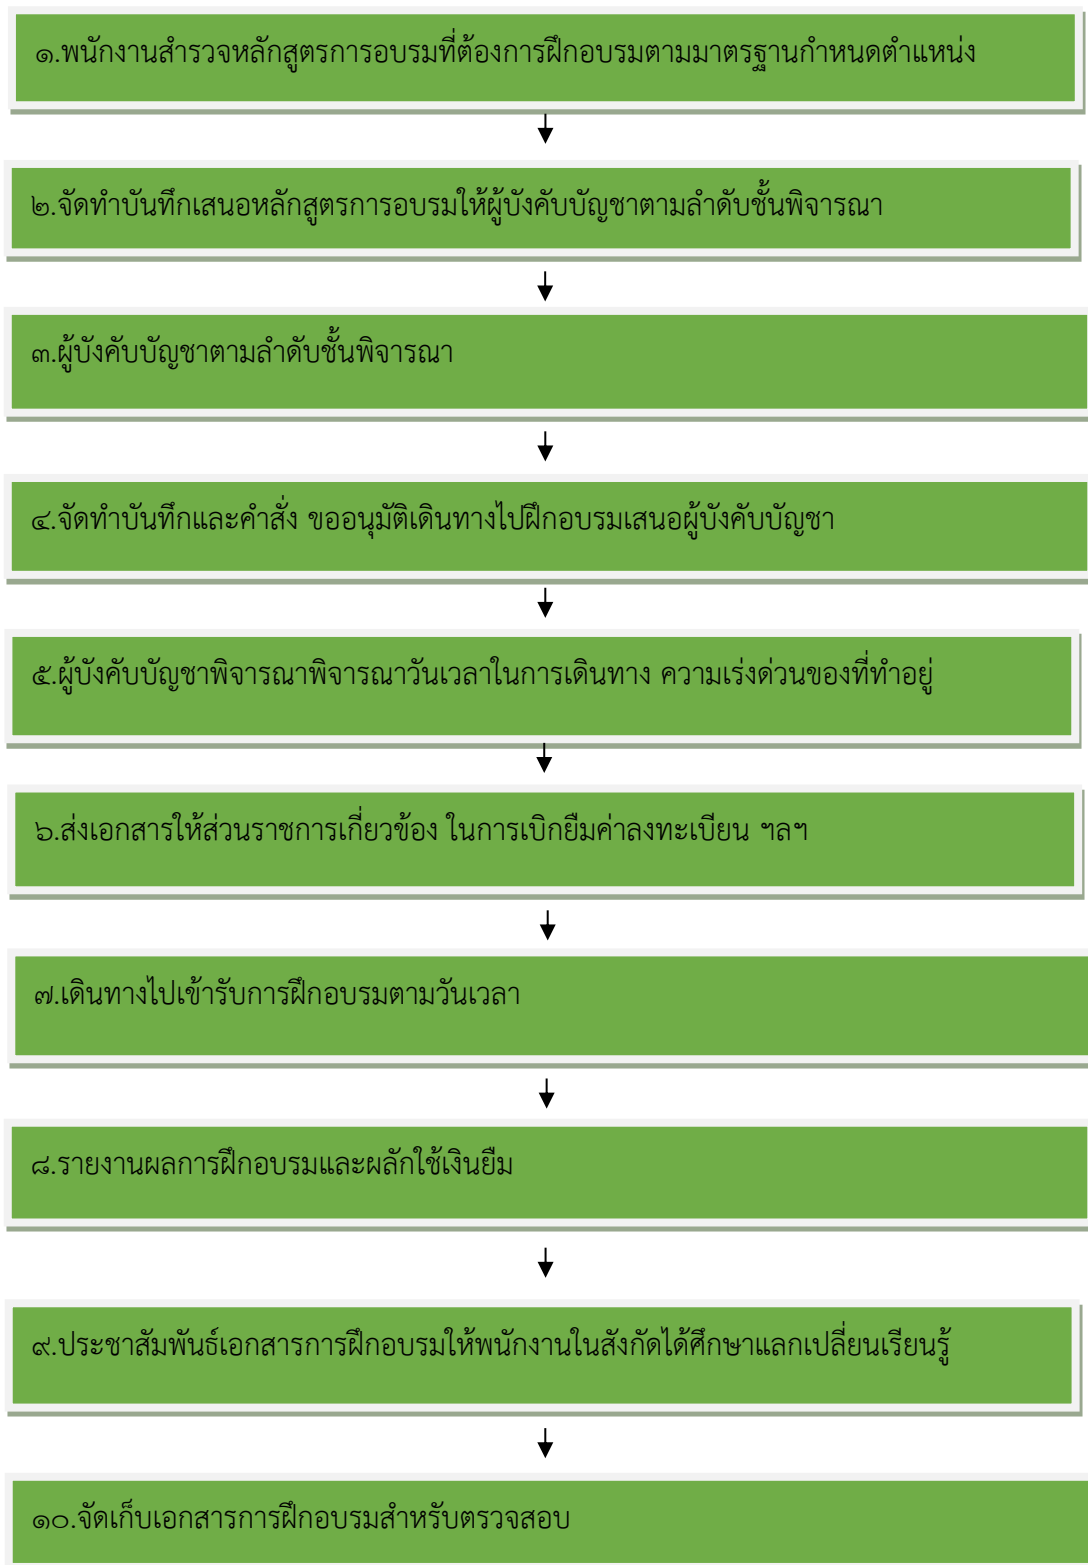 ๑.พนักงานสำรวจหลักสูตรการอบรมที่ต้องการฝึกอบรมตามมาตรฐานกำหนดตำแหน่ง
๒.จัดทำบันทึกเสนอหลักสูตรการอบรมให้ผู้บังคับบัญชาตามลำดับชั้นพิจารณา
๓.ผู้บังคับบัญชาตามลำดับชั้นพิจารณา
๔.จัดทำบันทึกและคำสั่ง ขออนุมัติเดินทางไปฝึกอบรมเสนอผู้บังคับบัญชา
๕.ผู้บังคับบัญชาพิจารณาพิจารณาวันเวลาในการเดินทาง ความเร่งด่วนของที่ทำอยู่
๖.ส่งเอกสารให้ส่วนราชการเกี่ยวข้อง ในการเบิกยืมค่าลงทะเบียน ฯลฯ
๗.เดินทางไปเข้ารับการฝึกอบรมตามวันเวลา
๘.รายงานผลการฝึกอบรมและผลักใช้เงินยืม
๙.ประชาสัมพันธ์เอกสารการฝึกอบรมให้พนักงานในสังกัดได้ศึกษาแลกเปลี่ยนเรียนรู้
๑๐.จัดเก็บเอกสารการฝึกอบรมสำหรับตรวจสอบ